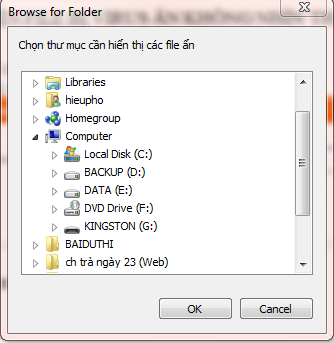 Browse for Folder
Chọn thư mục cần hiển thị các file ẩn
Libraries
hieupho
Homegroup
Computer
Local Disk (C:)
BACKUP (D:)
DATA (E:)
DVD Drive (F:)
KINGSTON (G:)
BAIDUTHI
ch trà ngày 23 (Web)
OK
Cancel